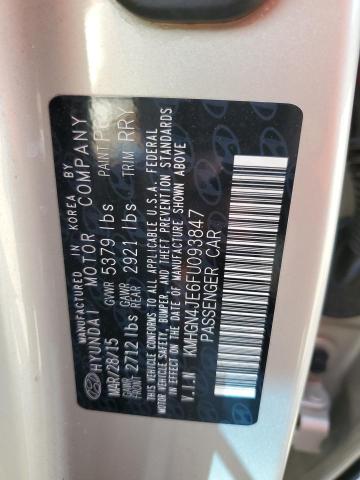 MANUFACTURED IN KOREA BY
HYUNDAI MOTOR COMPANY
MAR/28/15 GVWR 5379 lbs PAINT
GAWR FRONT 2712 lbs GAWR REAR 2921 lbs TRIM RRY
THIS VEHICLE CONFORMS TO ALL APPLICABLE U.S.A. FEDERAL
MOTOR VEHICLE SAFETY, BUMPER, AND THEFT PREVENTION STANDARDS
IN EFFECT ON THE DATE OF MANUFACTURE SHOWN ABOVE
V.I.N KMHGN4JE6FU093847
PASSENGER CAR